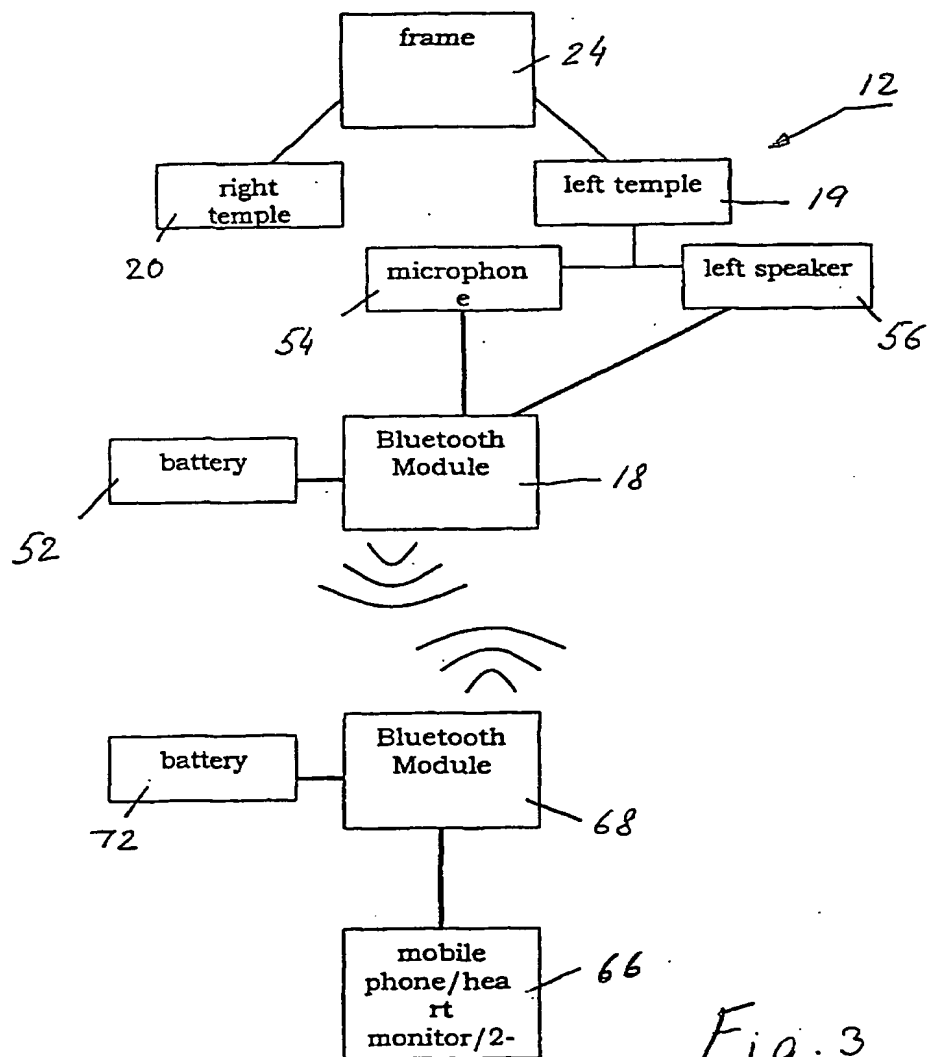 frame
24
12
right
temple
20
left temple
19
microphon
e
54
left speaker
56
battery
52
Bluetooth
Module
18
battery
72
Bluetooth
Module
68
mobile
phone/hea
rt
monitor/2-
66
Fig. 3